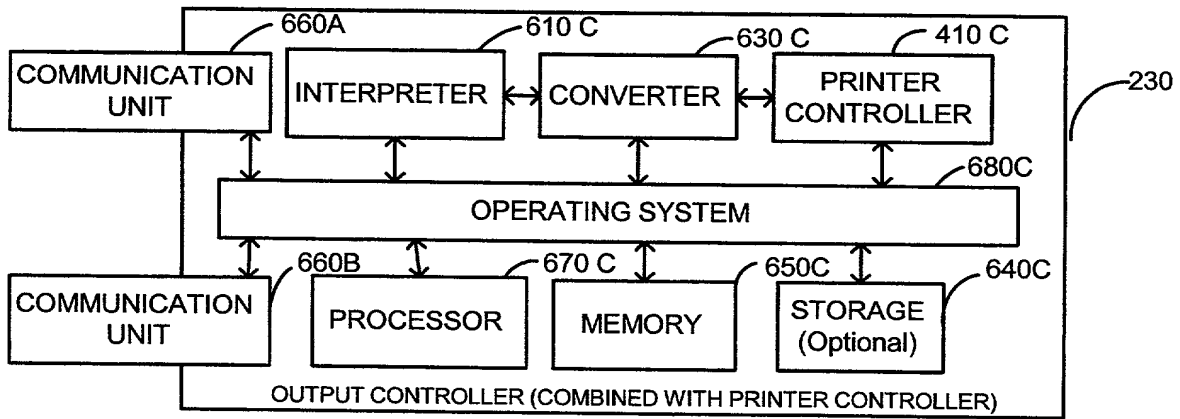 660A
610 C
630 C
410 C
COMMUNICATION
UNIT
INTERPRETER
CONVERTER
PRINTER
CONTROLLER
230
680C
OPERATING SYSTEM
660B
670 C
650C
640C
COMMUNICATION
UNIT
PROCESSOR
MEMORY
STORAGE
(Optional)
OUTPUT CONTROLLER (COMBINED WITH PRINTER CONTROLLER)